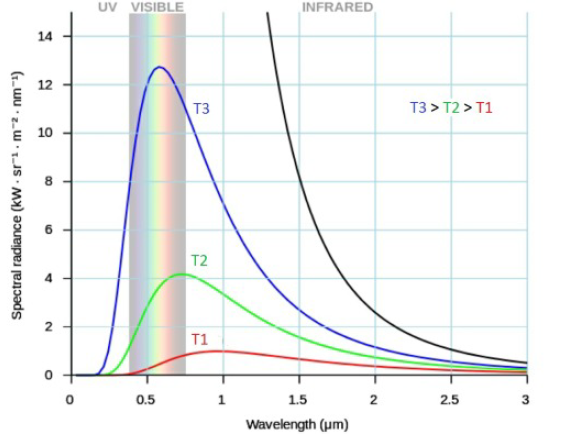 UV VISIBLE INFRARED
14
12
10
8
6
4
2
0
Spectral radiance (kW · sr⁻¹ · m⁻² · nm⁻¹)
T3
T2
T1
T3 > T2 > T1
0 0.5 1 1.5 2 2.5 3
Wavelength (μm)